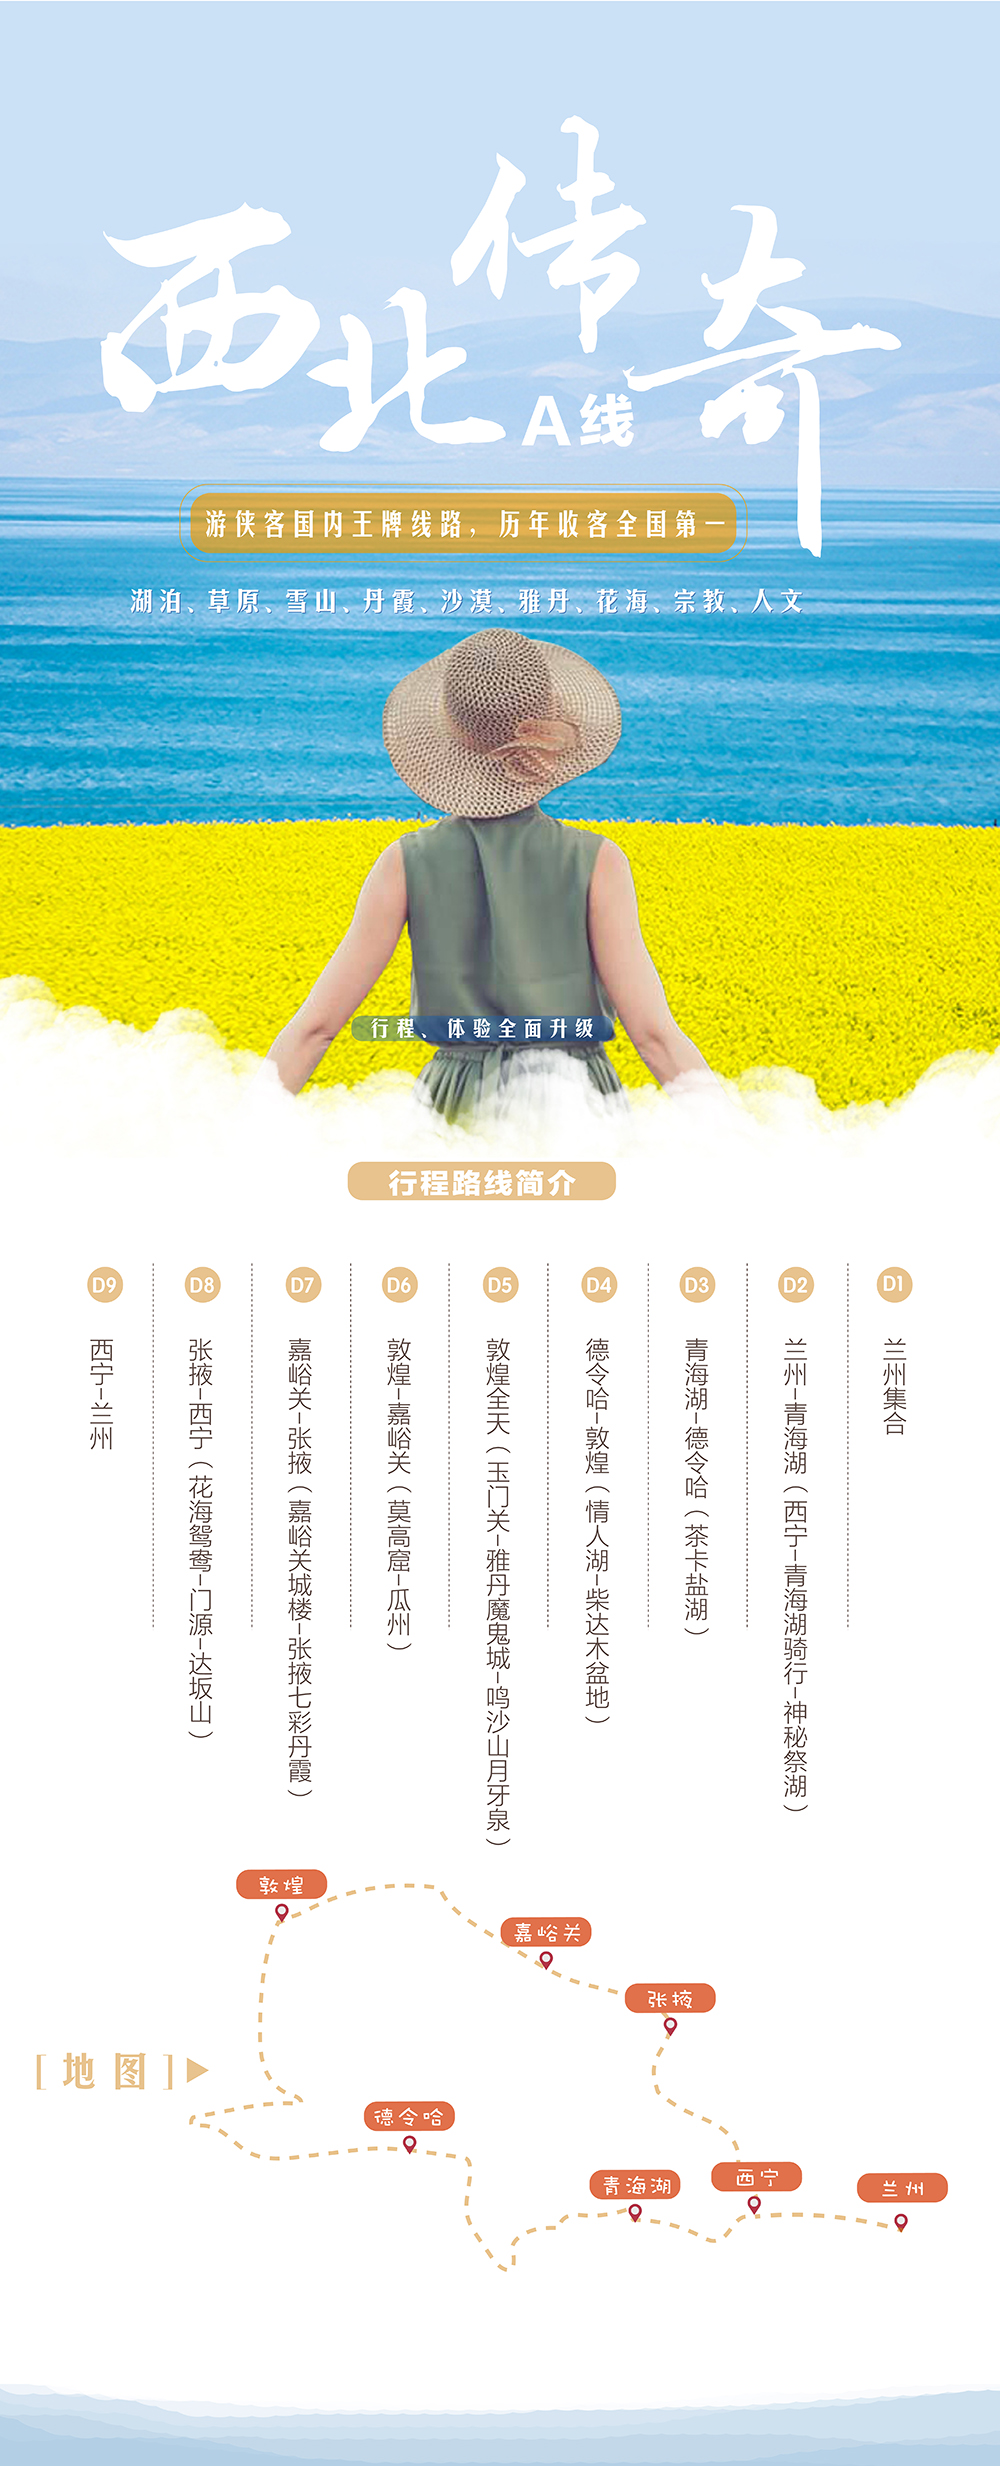 西北传奇
A线
游侠客国内王牌线路，历年收客全国第一
湖泊、草原、雪山、丹霞、沙漠、雅丹、花海、宗教、人文
行程、体验全面升级
行程路线简介
D1
兰州集合
D2
兰州-青海湖（西宁-青海湖骑行-神秘祭湖）
D3
青海湖-德令哈（茶卡盐湖）
D4
德令哈-敦煌（情人湖-柴达木盆地）
D5
敦煌全天（玉门关-雅丹魔鬼城-鸣沙山月牙泉）
D6
敦煌-嘉峪关（莫高窟-瓜州）
D7
嘉峪关-张掖（嘉峪关城楼-张掖七彩丹霞）
D8
张掖-西宁（花海鸳鸯-门源-达坂山）
D9
西宁-兰州
敦煌
嘉峪关
张掖
[地图]
德令哈
青海湖
西宁
兰州